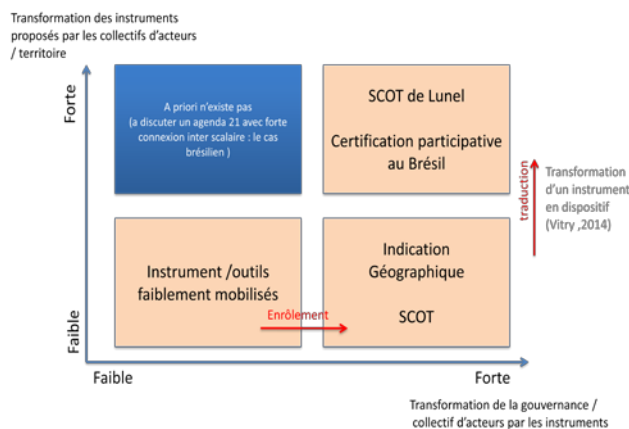 Transformation des instruments
proposés par les collectifs d'acteurs
/ territoire
Forte
A priori n'existe pas
(a discuter un agenda 21 avec forte
connexion inter scalaire : le cas
brésilien )
SCOT de Lunel
Certification participative
au Brésil
traduction
Transformation
d'un instrument
en dispositif
(Vitry ,2014)
Faible
Instrument /outils
faiblement mobilisés
Enrôlement
Indication
Géographique
SCOT
Faible
Forte
Transformation de la gouvernance /
collectif d'acteurs par les instruments